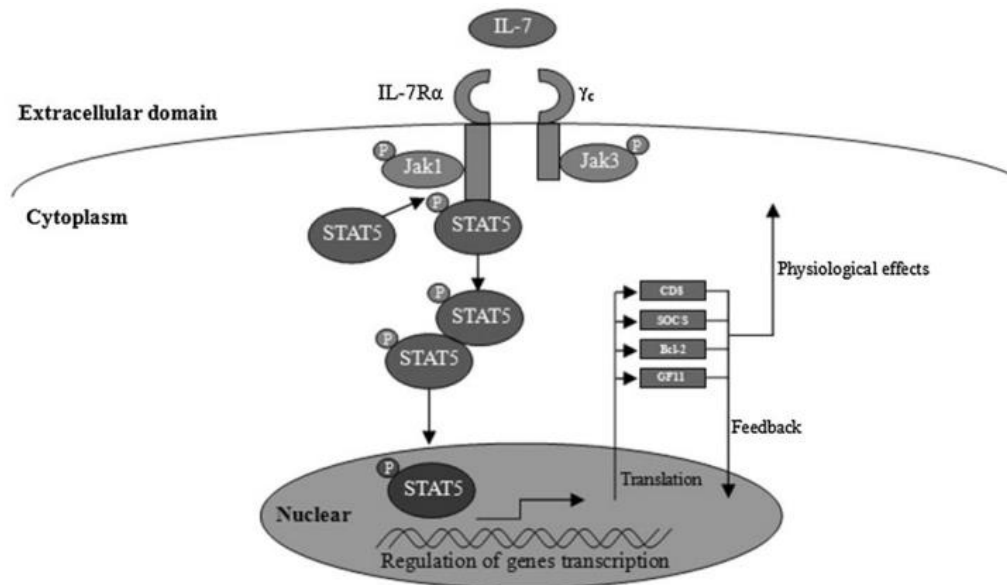 IL-7
IL-7Rα
γc
Extracellular domain
P
Jak1
P
Jak3
Cytoplasm
P
STAT5
STAT5
Physiological effects
P
STAT5
CD8
SOCS
P
STAT5
Bcl-2
GF11
Feedback
P
STAT5
Translation
Nuclear
Regulation of genes transcription